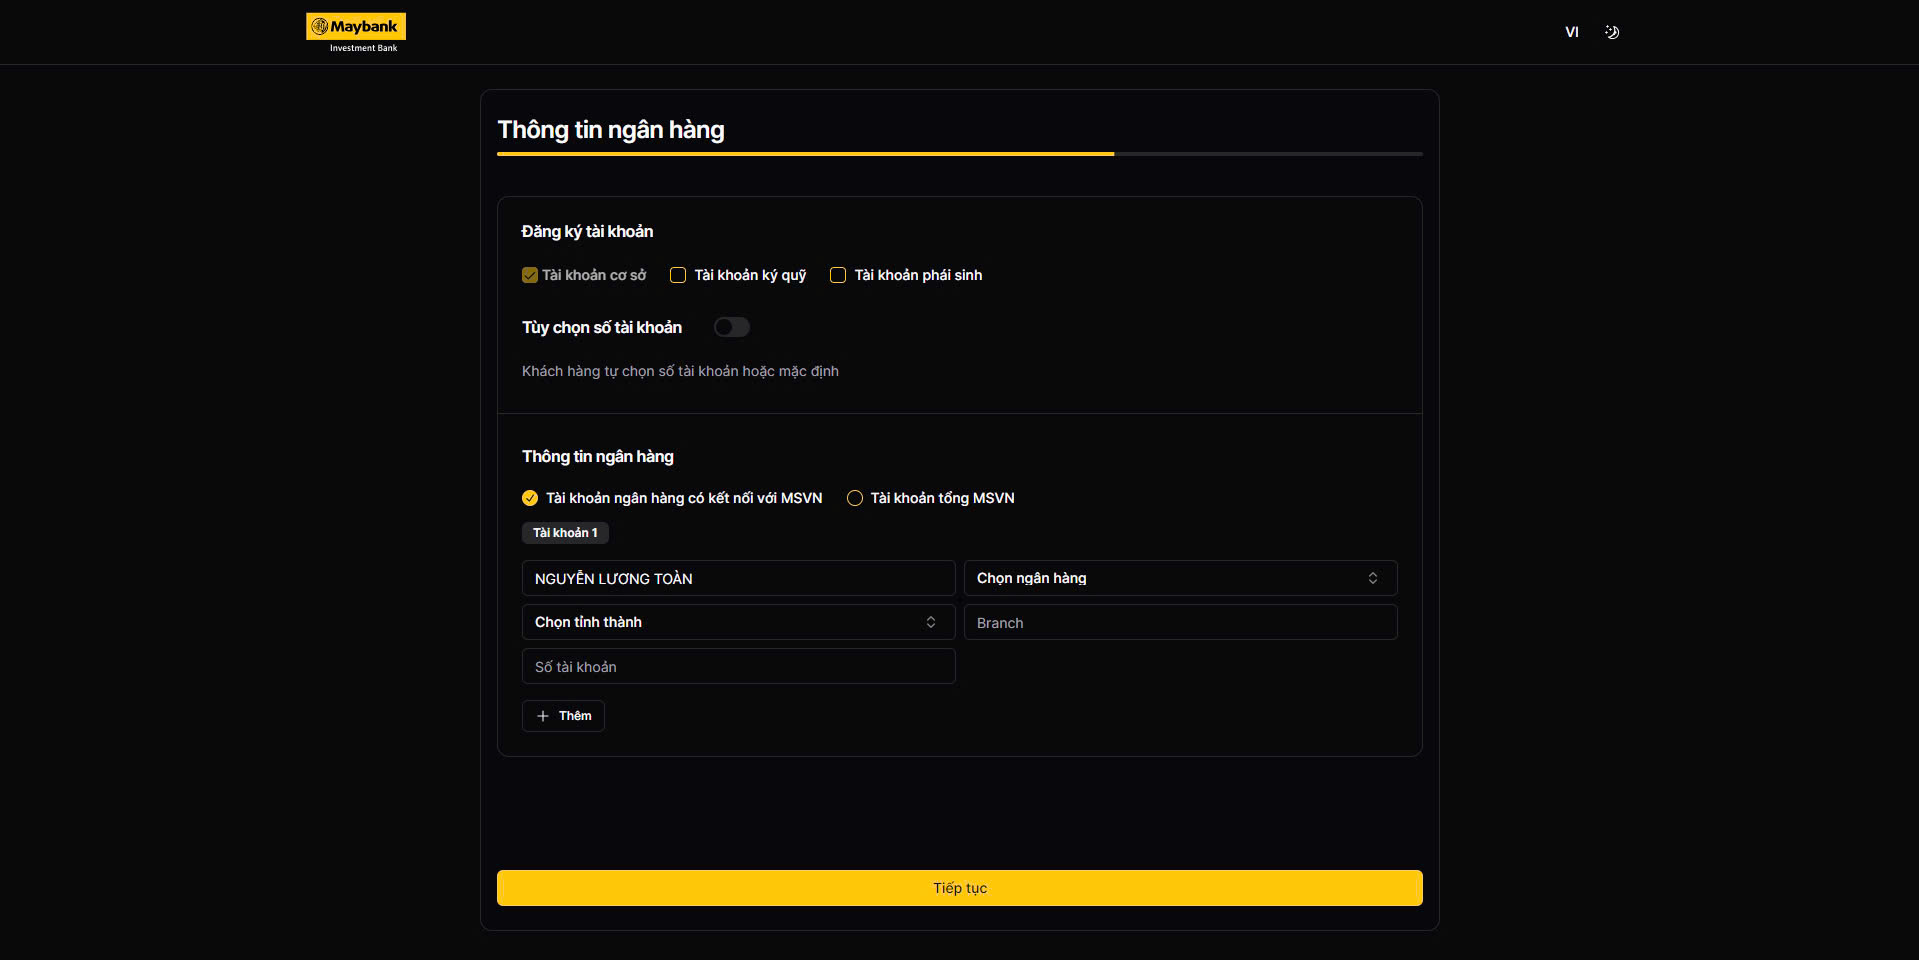 Maybank
Investment Bank
VI
Thông tin ngân hàng
Đăng ký tài khoản
Tài khoản cơ sở Tài khoản ký quỹ Tài khoản phái sinh
Tùy chọn số tài khoản
Khách hàng tự chọn số tài khoản hoặc mặc định
Thông tin ngân hàng
Tài khoản ngân hàng có kết nối với MSVN Tài khoản tổng MSVN
Tài khoản 1
NGUYỄN LƯƠNG TOÀN Chọn ngân hàng
Chọn tỉnh thành Branch
Số tài khoản
Thêm
Tiếp tục